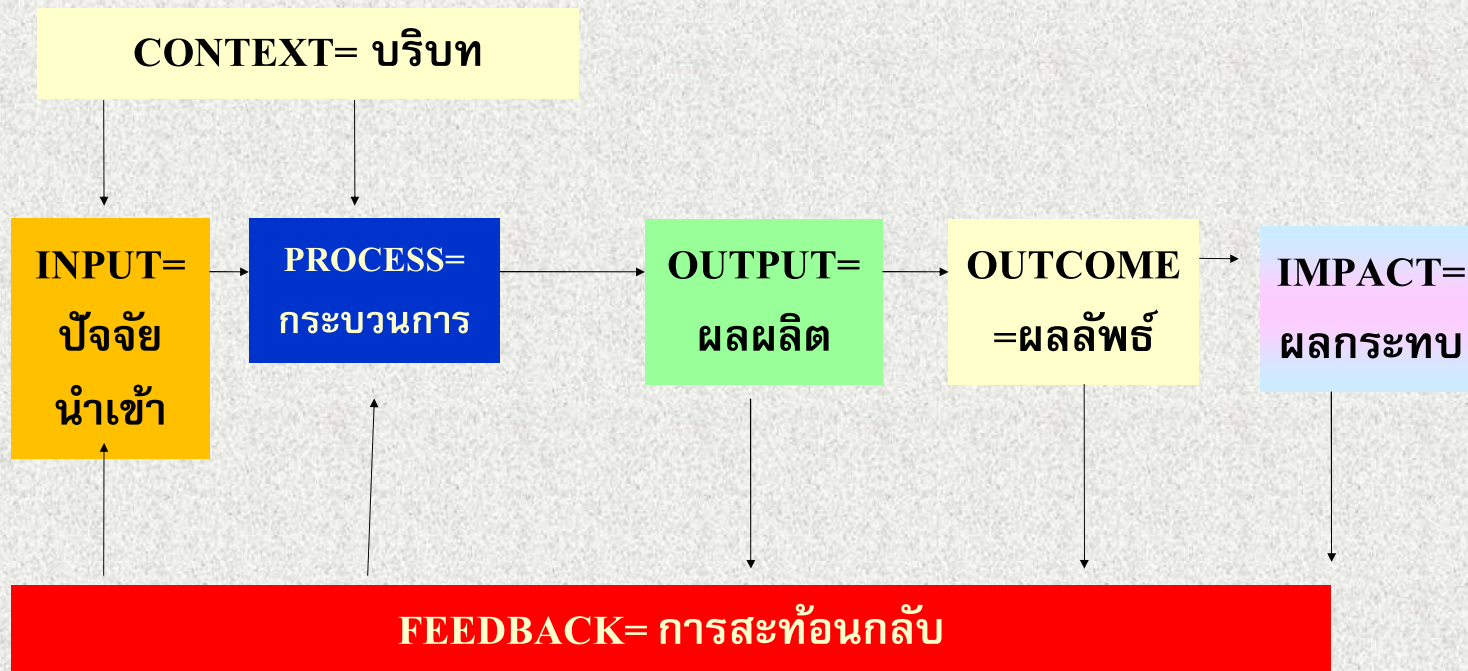 CONTEXT= บริบท
INPUT=
ปัจจัย
นำเข้า
PROCESS=
กระบวนการ
OUTPUT=
ผลผลิต
OUTCOME
=ผลลัพธ์
IMPACT=
ผลกระทบ
FEEDBACK= การสะท้อนกลับ